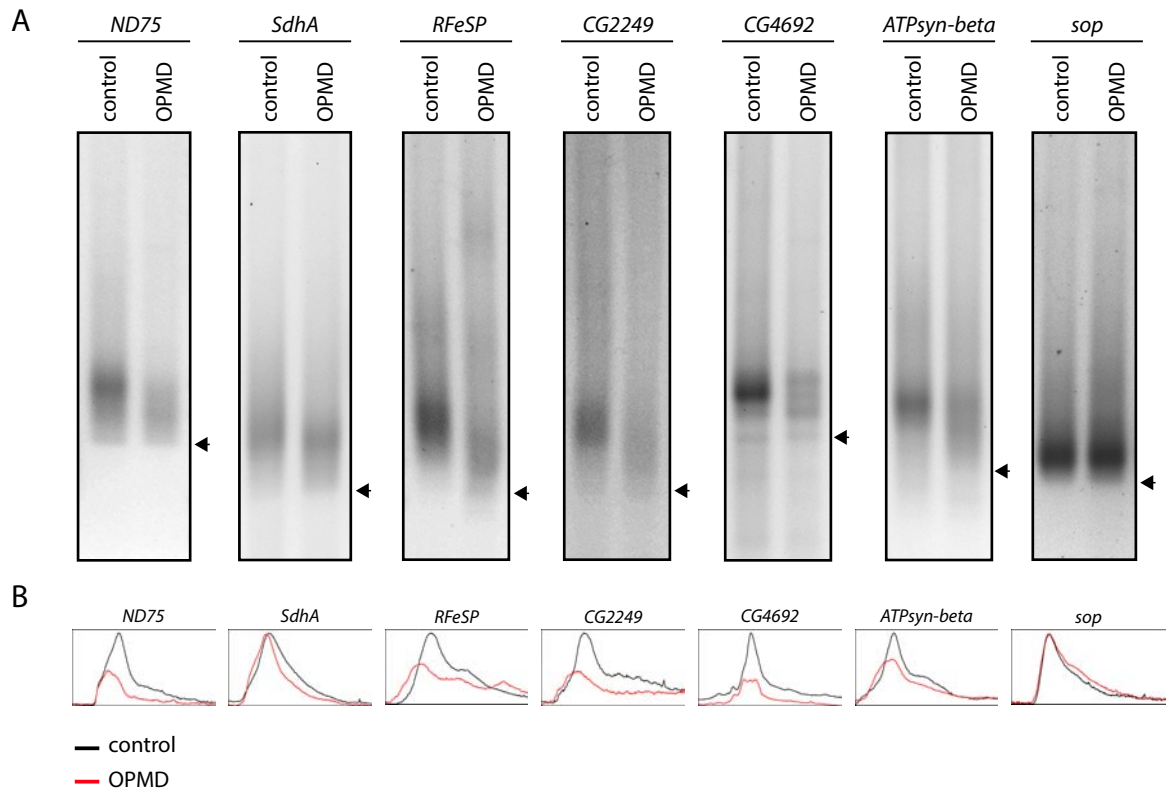 A
ND75 SdhA RFeSP CG2249 CG4692 ATPsyn-beta sop
control OPMD control OPMD control OPMD control OPMD control OPMD control OPMD control OPMD
B
ND75 SdhA RFeSP CG2249 CG4692 ATPsyn-beta sop
control
OPMD